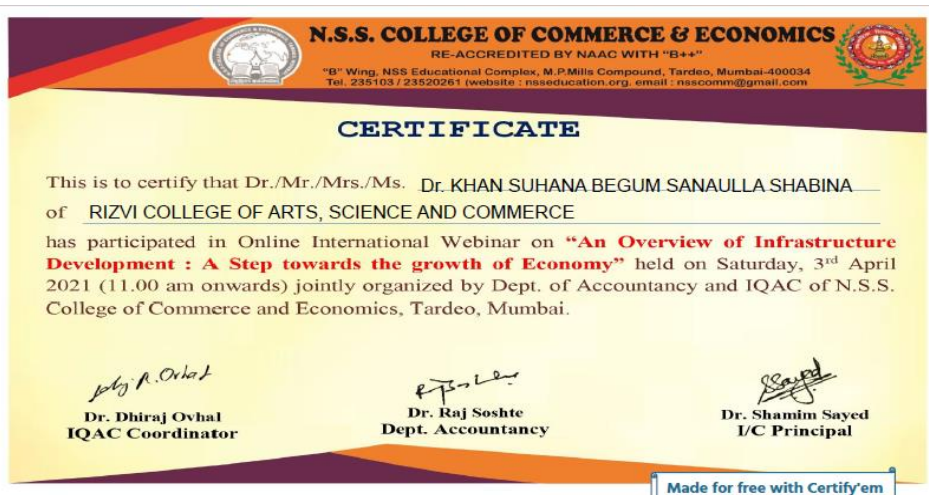 N.S.S. COLLEGE OF COMMERCE & ECONOMICS
RE-ACCREDITED BY NAAC WITH “B++”
"B" Wing, NSS Educational Complex, M.P.Mills Compound, Tardeo, Mumbai-400034
Tel. 235103 / 23520261 (website : nsseducation.org. email : nsscomm@gmail.com
CERTIFICATE
This is to certify that Dr./Mr./Mrs./Ms. Dr. KHAN SUHANA BEGUM SANAULLA SHABINA
of RIZVI COLLEGE OF ARTS, SCIENCE AND COMMERCE
has participated in Online International Webinar on “An Overview of Infrastructure
Development : A Step towards the growth of Economy” held on Saturday, 3rd April
2021 (11.00 am onwards) jointly organized by Dept. of Accountancy and IQAC of N.S.S.
College of Commerce and Economics, Tardeo, Mumbai.
Dr. Dhiraj Ovhal
IQAC Coordinator
Dr. Raj Soshte
Dept. Accountancy
Dr. Shamim Sayed
I/C Principal
Made for free with Certify'em